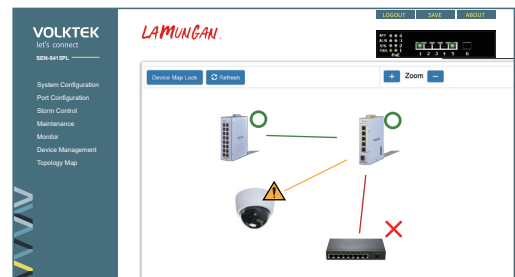 VOLKTEK
let's connect
SEN-8415PL
System Configuration
Port Configuration
Storm Control
Maintenance
Monitor
Device Management
Topology Map
LAMUNGAN
LOGOUT SAVE ABOUT
PoE 1 2 3 4 5 6
Device Map Lock Refresh
+ Zoom −